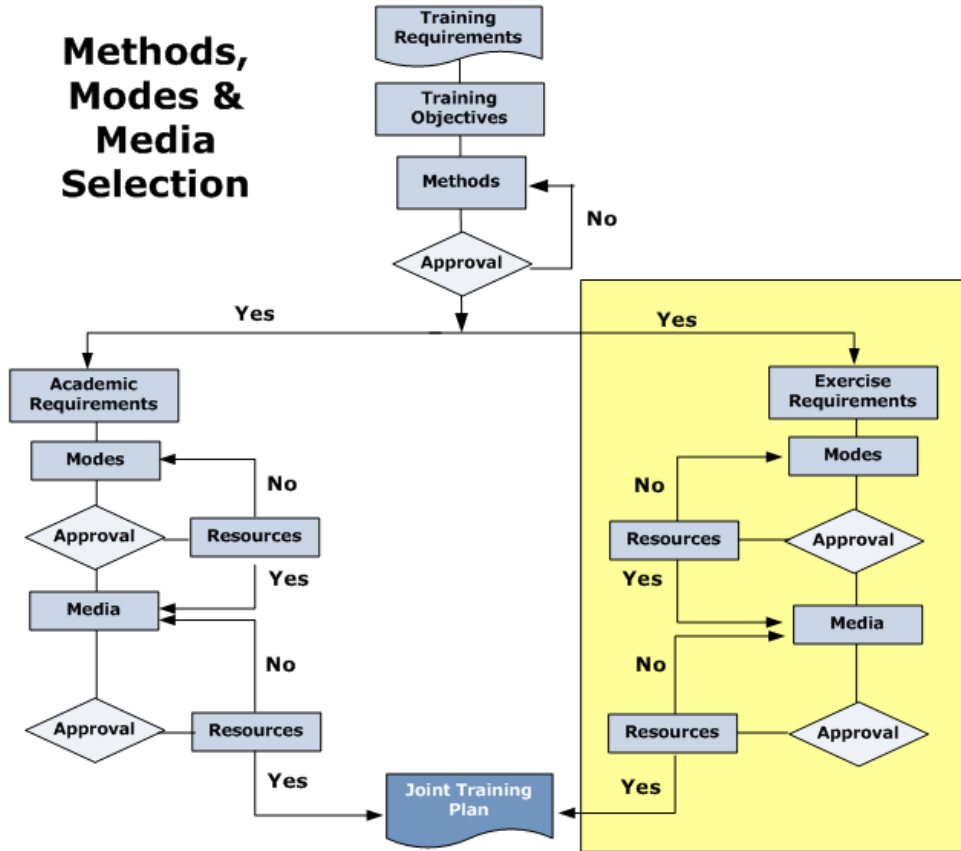 Methods,
Modes &
Media
Selection
Training
Requirements
Training
Objectives
Methods
No
Approval
Yes
Yes
Academic
Requirements
Modes
No
Approval
Resources
Yes
Media
No
Approval
Resources
Yes
Exercise
Requirements
Modes
No
Resources
Approval
Yes
Media
No
Resources
Approval
Yes
Joint Training
Plan